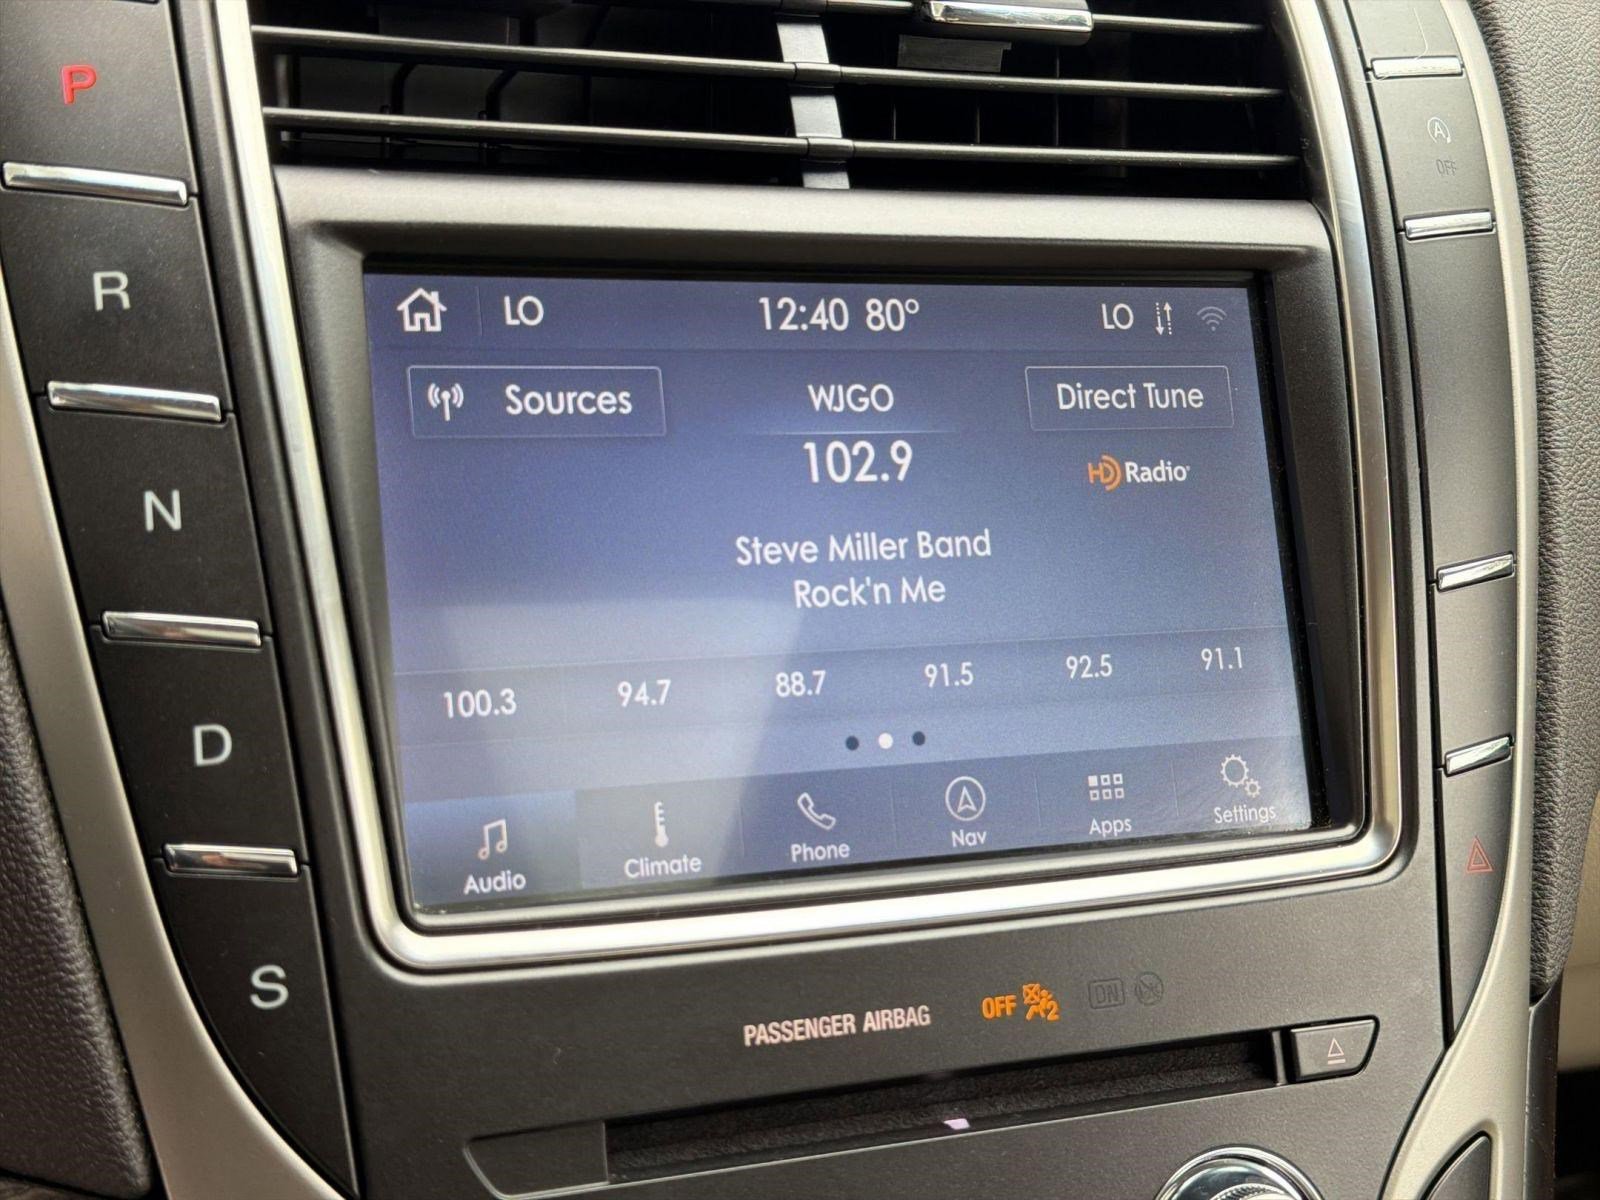 P
R
N
D
S
A
OFF
LO
12:40 80°
LO
Sources
WJGO
Direct Tune
102.9
HD Radio
Steve Miller Band
Rock'n Me
100.3
94.7
88.7
91.5
92.5
91.1
Audio
Climate
Phone
Nav
Apps
Settings
PASSENGER AIRBAG
OFF
2
ON